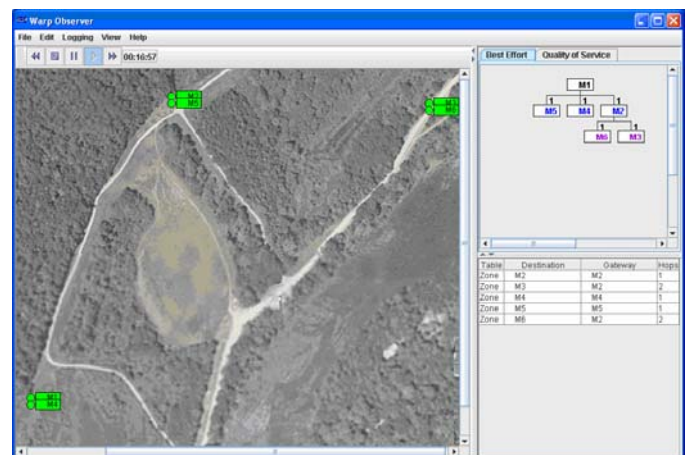 Warp Observer
File Edit Logging View Help
00:16:57
Best Effort Quality of Service
M1
1 1 1
M5 M4 M2
1 1
M6 M3
M5
M4
Table Destination Gateway Hops
Zone M2 M2 1
Zone M3 M2 2
Zone M4 M4 1
Zone M5 M5 1
Zone M6 M2 2